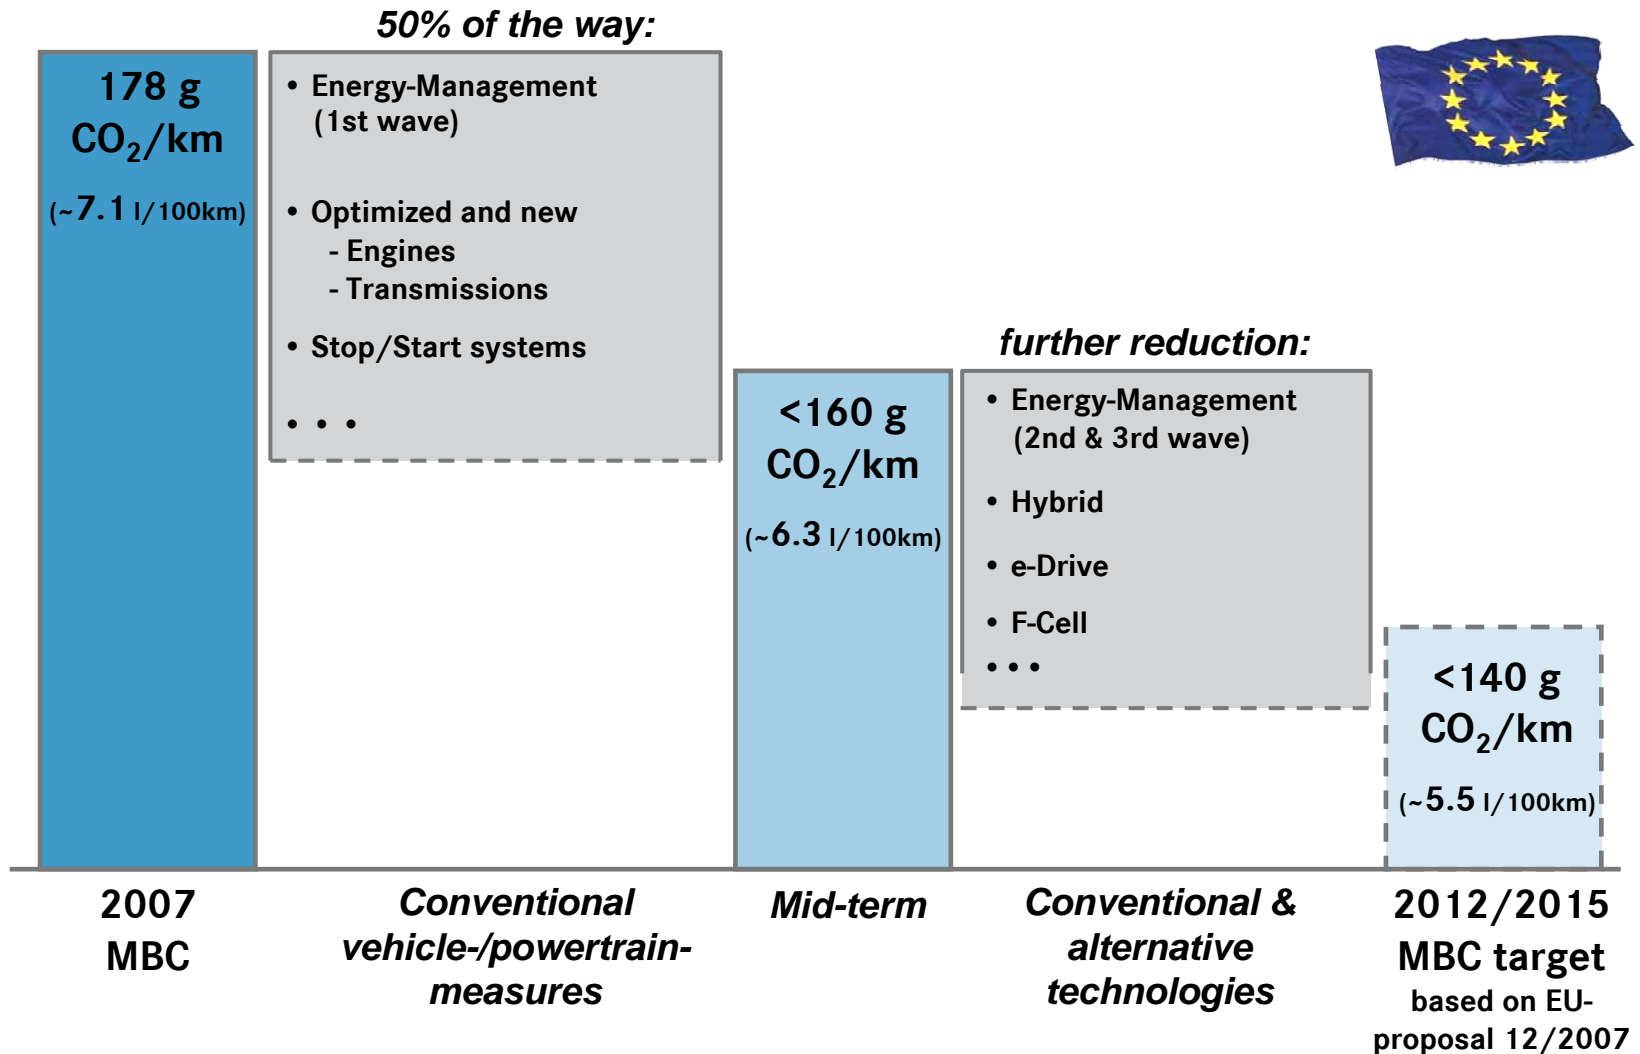 50% of the way:
178 g
CO₂/km
(~7.1 l/100km)
• Energy-Management
(1st wave)
• Optimized and new
- Engines
- Transmissions
• Stop/Start systems
• • •
further reduction:
<160 g
CO₂/km
(~6.3 l/100km)
• Energy-Management
(2nd & 3rd wave)
• Hybrid
• e-Drive
• F-Cell
• • •
<140 g
CO₂/km
(~5.5 l/100km)
2007
MBC
Conventional
vehicle-/powertrain-
measures
Mid-term
Conventional &
alternative
technologies
2012/2015
MBC target
based on EU-
proposal 12/2007